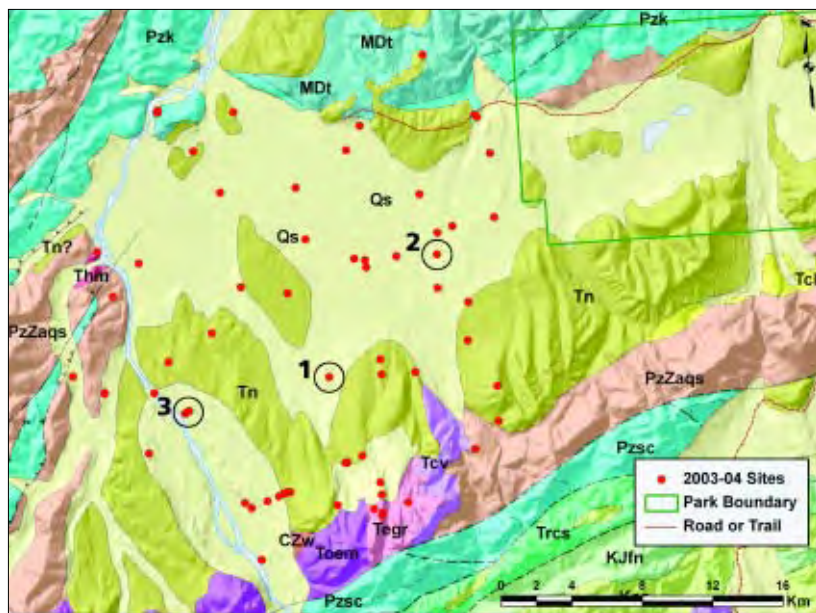 Pzk
MDt
Pzk
MDt
Qs
Qs
2
Tn?
Thm
Tn
PzZaqs
1
PzZaqs
Tn
3
Pzsc
Tcv
2003-04 Sites
Park Boundary
Road or Trail
Tegr
Trcs
CZw
Toem
KJfn
Pzsc
0 2 4 8 12 16
Km